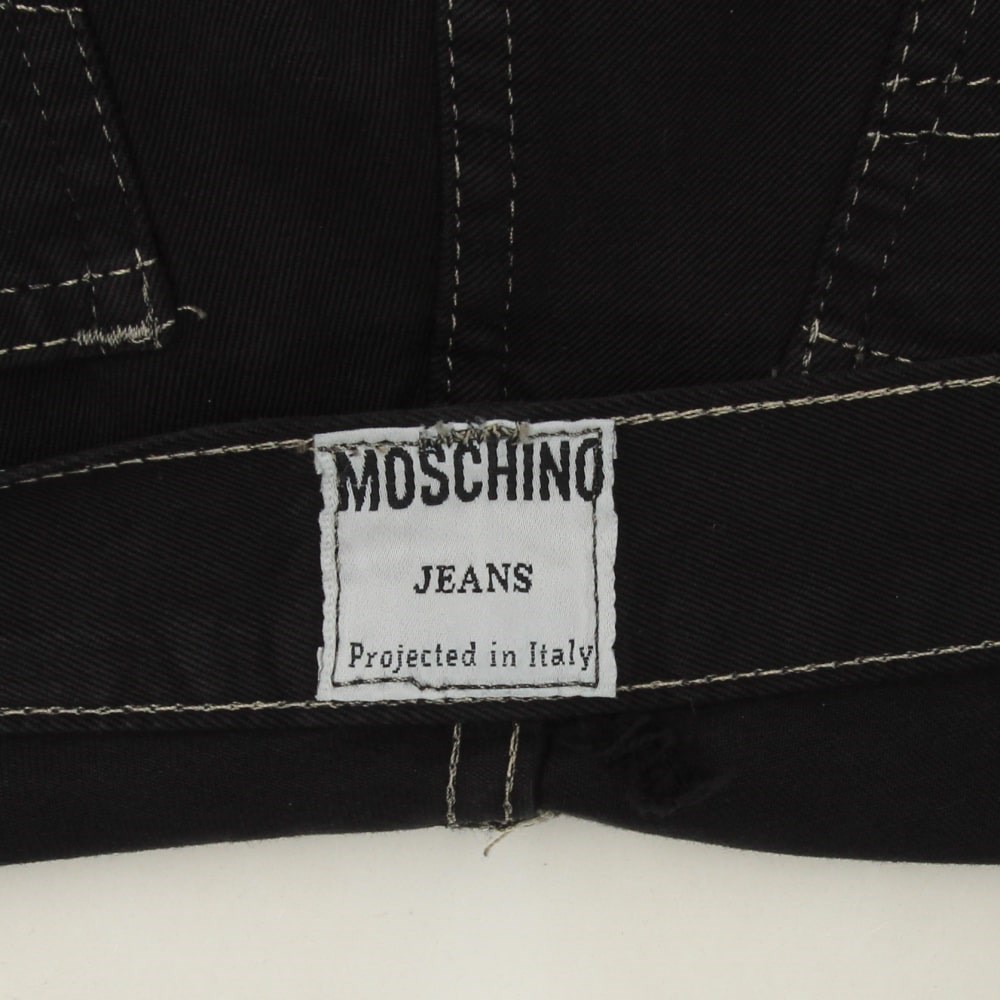 MOSCHINO
JEANS
Projected in Italy